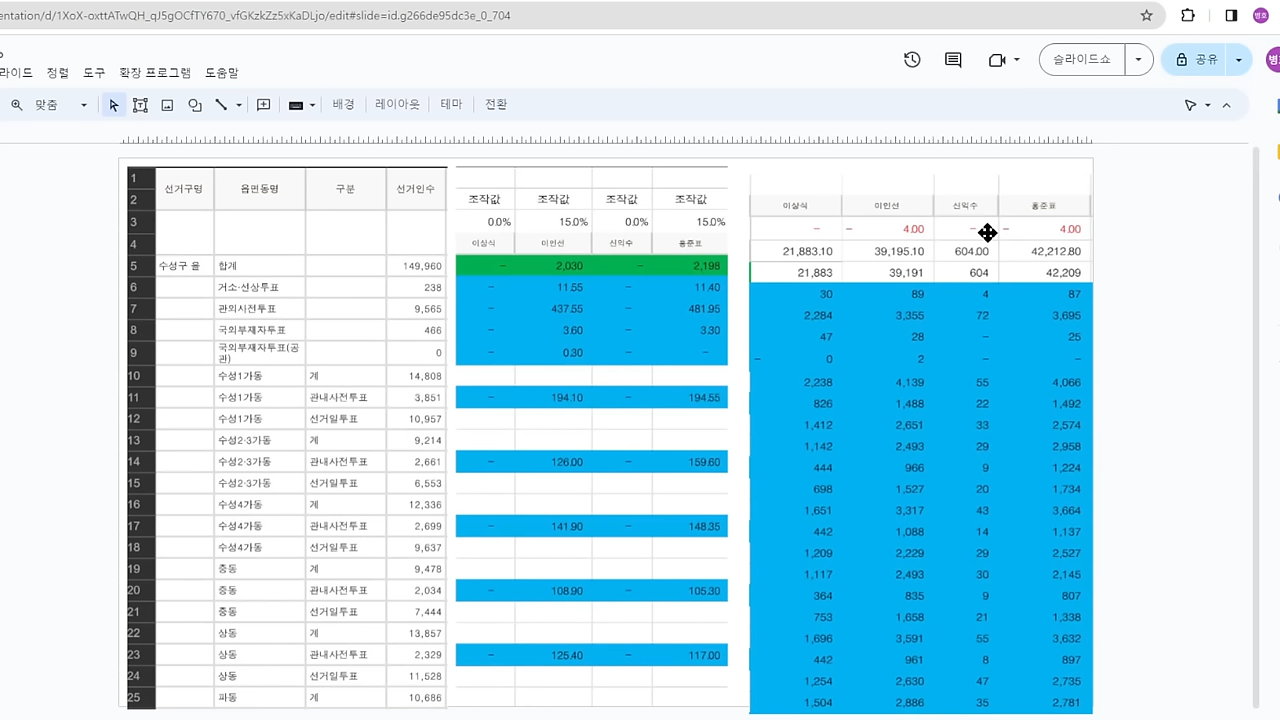 entation/d/1XoX-oxttATwQH_qJ5gOCfTY670_vfGKzkZz5xKaDLjo/edit#slide=id.g266de95dc3e_0_704
라이드 정렬 도구 확장 프로그램 도움말
슬라이드쇼 공유
맞춤 배경 레이아웃 테마 전환
1
2 선거구명 읍면동명 구분 선거인수 조작값 조작값 조작값 조작값 이상식 이인선 신익수 홍준표
3 0.0% 15.0% 0.0% 15.0% – – 4.00 – – 4.00
4 이상식 이인선 신익수 홍준표 21,883.10 39,195.10 604.00 42,212.80
5 수성구 을 합계 149,960 – 2,030 – 2,198 21,883 39,191 604 42,209
6 거소·선상투표 238 – 11.55 – 11.40 30 89 4 87
7 관외사전투표 9,565 – 437.55 – 481.95 2,284 3,355 72 3,695
8 국외부재자투표 466 – 3.60 – 3.30 47 28 – 25
9 국외부재자투표(공관) 0 – 0.30 – – – 0 2 – –
10 수성1가동 계 14,808 2,238 4,139 55 4,066
11 수성1가동 관내사전투표 3,851 – 194.10 – 194.55 826 1,488 22 1,492
12 수성1가동 선거일투표 10,957 1,412 2,651 33 2,574
13 수성2·3가동 계 9,214 1,142 2,493 29 2,958
14 수성2·3가동 관내사전투표 2,661 – 126.00 – 159.60 444 966 9 1,224
15 수성2·3가동 선거일투표 6,553 698 1,527 20 1,734
16 수성4가동 계 12,336 1,651 3,317 43 3,664
17 수성4가동 관내사전투표 2,699 – 141.90 – 148.35 442 1,088 14 1,137
18 수성4가동 선거일투표 9,637 1,209 2,229 29 2,527
19 중동 계 9,478 1,117 2,493 30 2,145
20 중동 관내사전투표 2,034 – 108.90 – 105.30 364 835 9 807
21 중동 선거일투표 7,444 753 1,658 21 1,338
22 상동 계 13,857 1,696 3,591 55 3,632
23 상동 관내사전투표 2,329 – 125.40 – 117.00 442 961 8 897
24 상동 선거일투표 11,528 1,254 2,630 47 2,735
25 파동 계 10,686 1,504 2,886 35 2,781